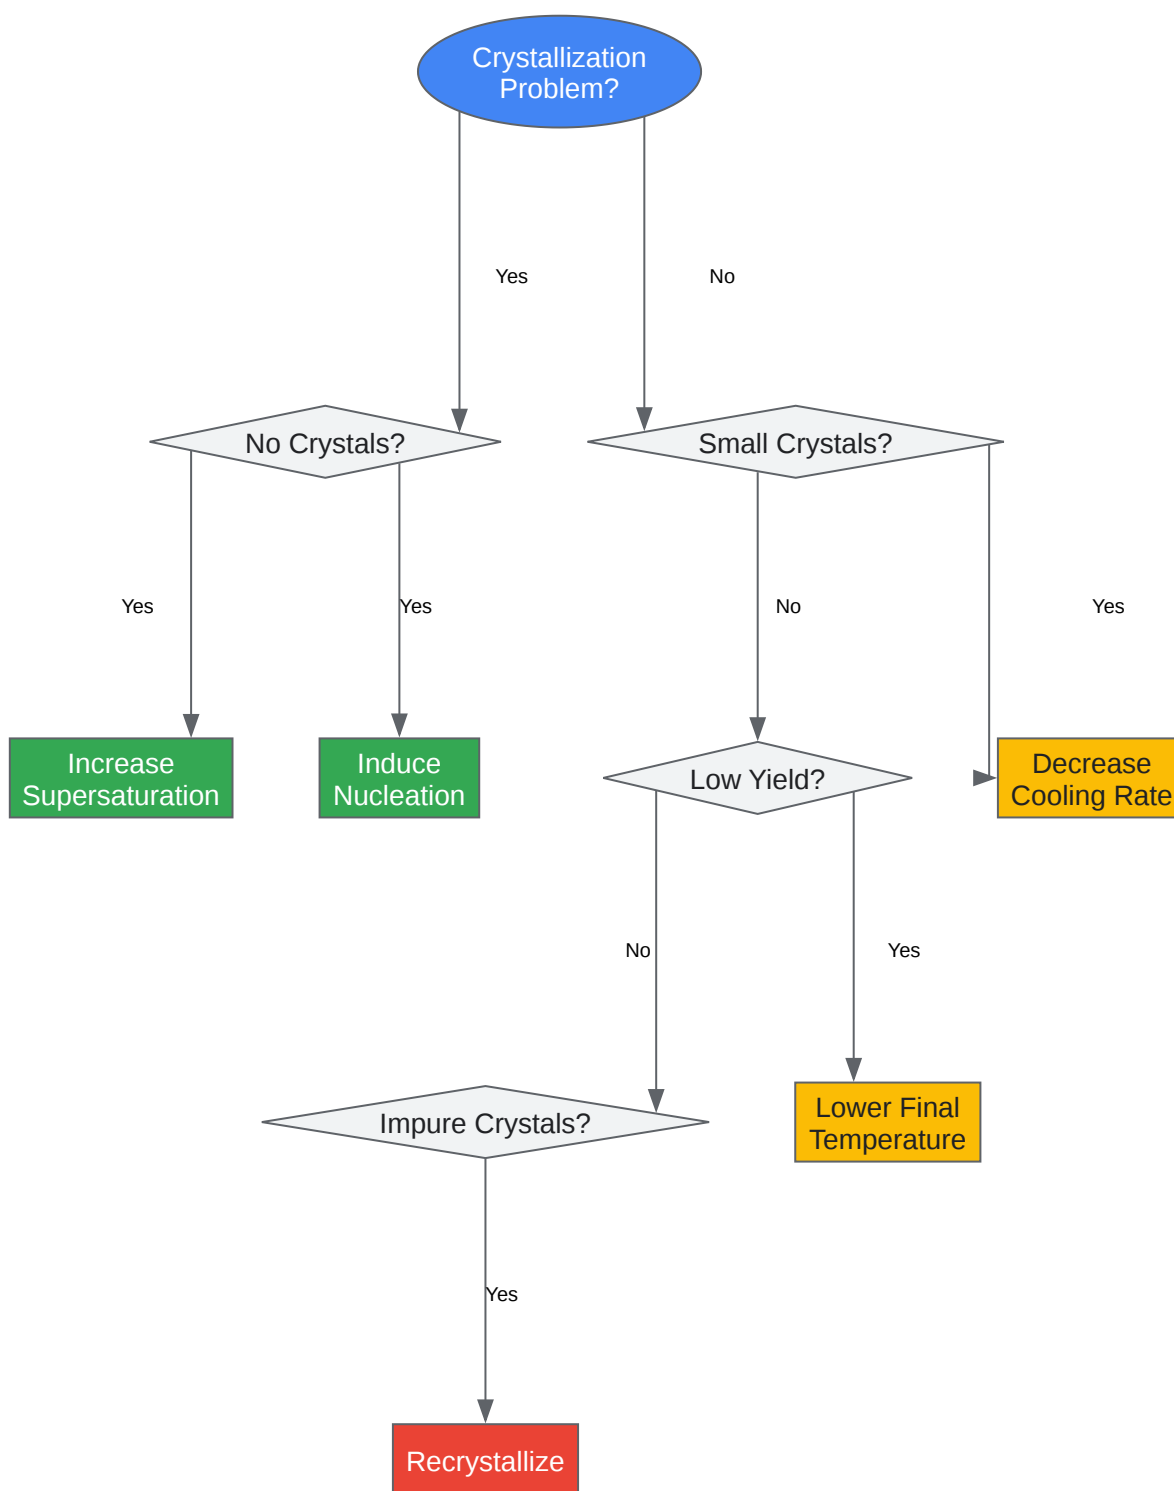 Crystallization
Problem?
Yes
No
No Crystals?
Small Crystals?
Yes
Yes
No
Yes
Increase
Supersaturation
Induce
Nucleation
Low Yield?
Decrease
Cooling Rate
No
Yes
Impure Crystals?
Lower Final
Temperature
Yes
Recrystallize